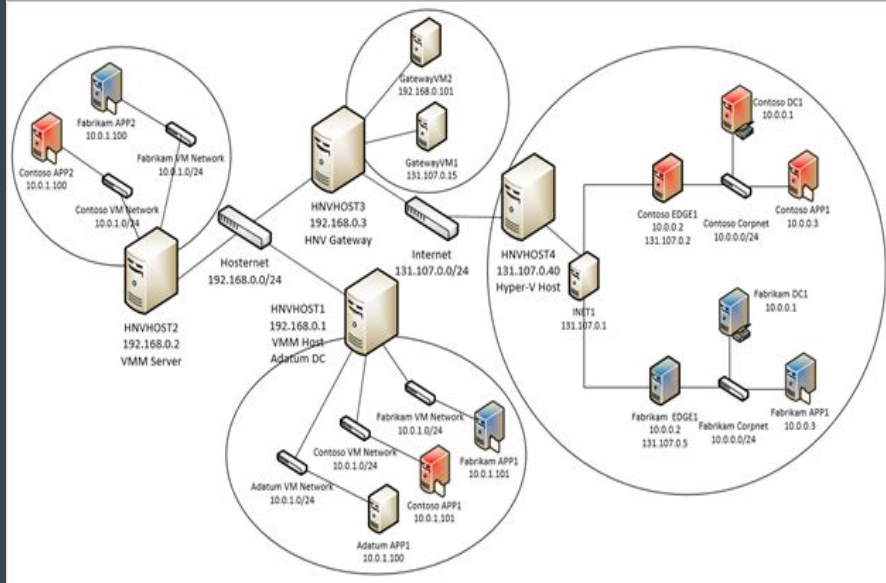 GatewayVM2
192.168.0.101
GatewayVM1
131.107.0.15
Fabrikam APP2
10.0.1.100
Contoso APP2
10.0.1.100
Fabrikam VM Network
10.0.1.0/24
Contoso VM Network
10.0.1.0/24
HNVHOST2
192.168.0.2
VMM Server
Hosternet
192.168.0.0/24
HNVHOST3
192.168.0.3
HNV Gateway
Internet
131.107.0.0/24
HNVHOST4
131.107.0.40
Hyper-V Host
INET1
131.107.0.1
Contoso DC1
10.0.0.1
Contoso EDGE1
10.0.0.2
131.107.0.2
Contoso Corpnet
10.0.0.0/24
Contoso APP1
10.0.0.3
Fabrikam DC1
10.0.0.1
Fabrikam EDGE1
10.0.0.2
131.107.0.5
Fabrikam Corpnet
10.0.0.0/24
Fabrikam APP1
10.0.0.3
HNVHOST1
192.168.0.1
VMM Host
Adatum DC
Fabrikam VM Network
10.0.1.0/24
Contoso VM Network
10.0.1.0/24
Adatum VM Network
10.0.1.0/24
Fabrikam APP1
10.0.1.101
Contoso APP1
10.0.1.101
Adatum APP1
10.0.1.100